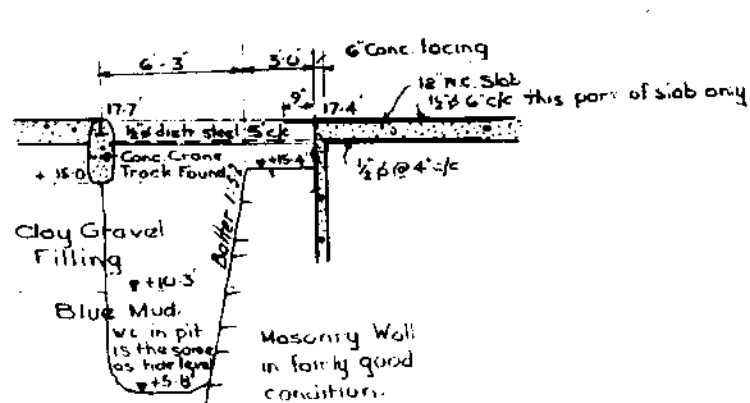 6'-3" 3'.0" 6" Conc. facing
9" 12" R.C. Slab
17.7' 17.4' ½"ϕ 6" c/c this part of slab only
½"ϕ distr steel 5" c/c
Conc. Crane
Track Found.
+ 15.0 +15.4' ½"ϕ @ 4" c/c
Batter 1:5½
Clay Gravel
Filling
+10.3'
Blue Mud.
W.L in pit
is the same
as tide level
+5.8'
Masonry Wall
in fairly good
condition.